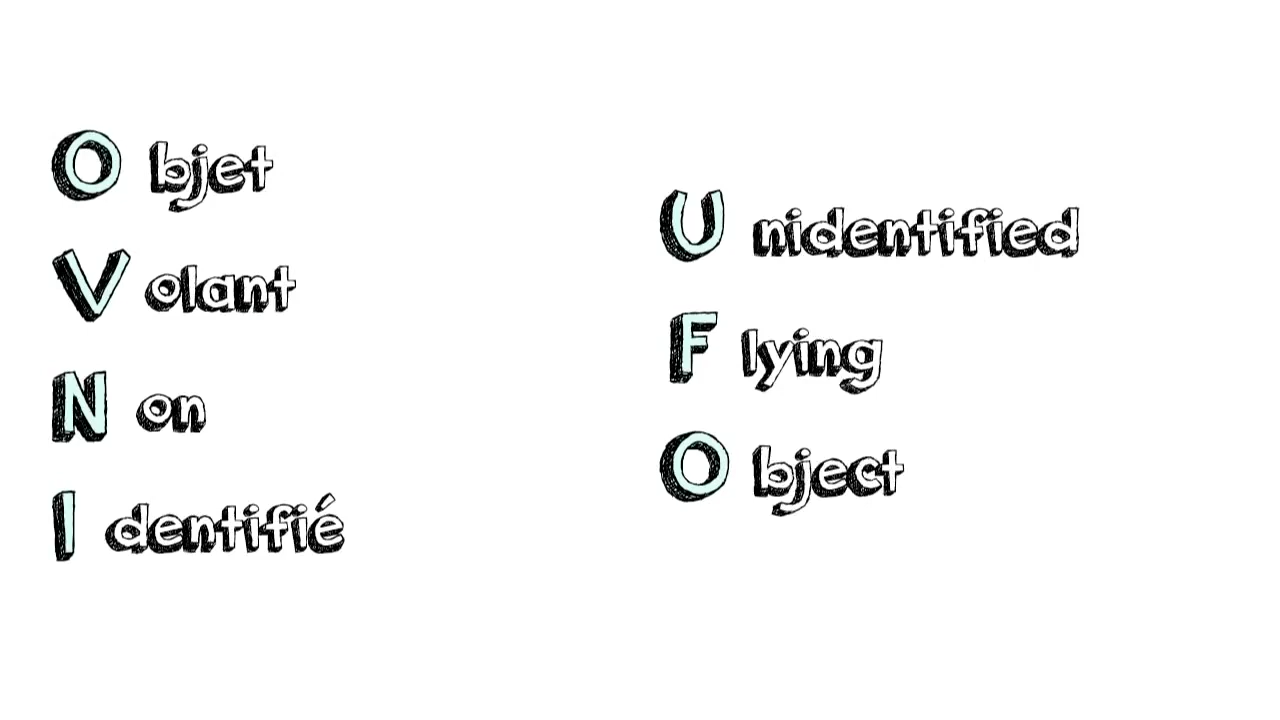 O bjet
V olant
N on
I dentifié
U nidentified
F lying
O bject